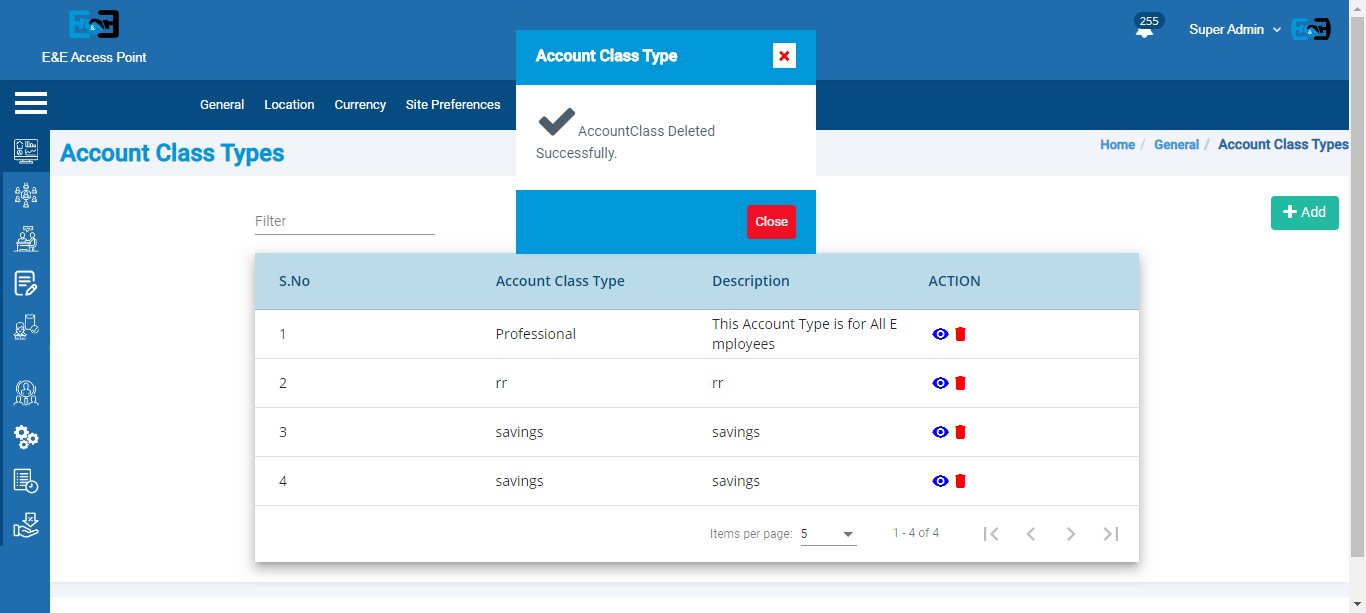 E&E
E&E Access Point
255
Super Admin
E&E
General Location Currency Site Preferences
Account Class Type
AccountClass Deleted
Successfully.
Close
Account Class Types
Home / General / Account Class Types
Filter
Add
S.No Account Class Type Description ACTION
1 Professional This Account Type is for All E
mployees
2 rr rr
3 savings savings
4 savings savings
Items per page: 5 1 - 4 of 4